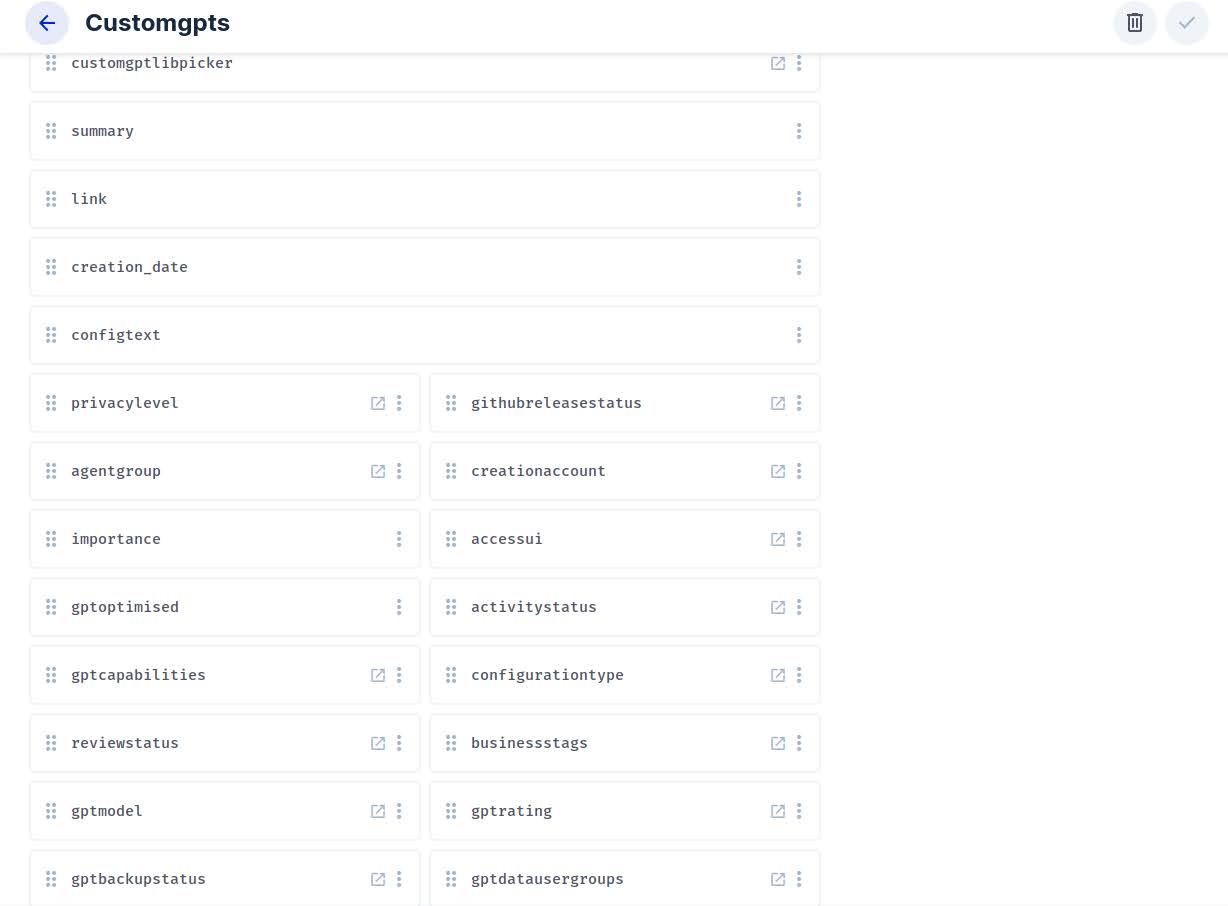 Customgpts
customgptlibpicker
summary
link
creation_date
configtext
privacylevel
githubreleasestatus
agentgroup
creationaccount
importance
accessui
gptoptimised
activitystatus
gptcapabilities
configurationtype
reviewstatus
businessstags
gptmodel
gptrating
gptbackupstatus
gptdatausergroups